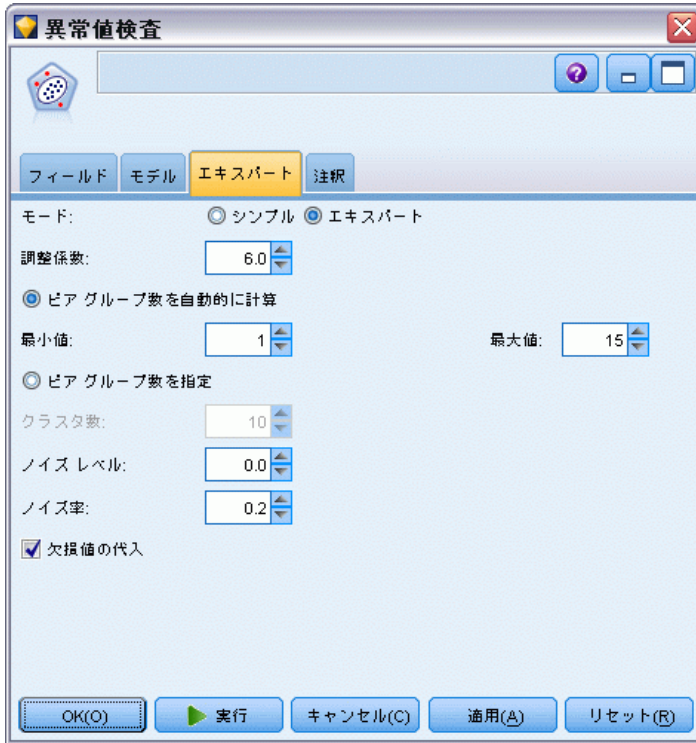 異常値検査
フィールド モデル エキスパート 注釈
モード: シンプル エキスパート
調整係数: 6.0
ピア グループ数を自動的に計算
最小値: 1 最大値: 15
ピア グループ数を指定
クラスタ数: 10
ノイズ レベル: 0.0
ノイズ率: 0.2
欠損値の代入
OK(O) 実行 キャンセル(C) 適用(A) リセット(R)